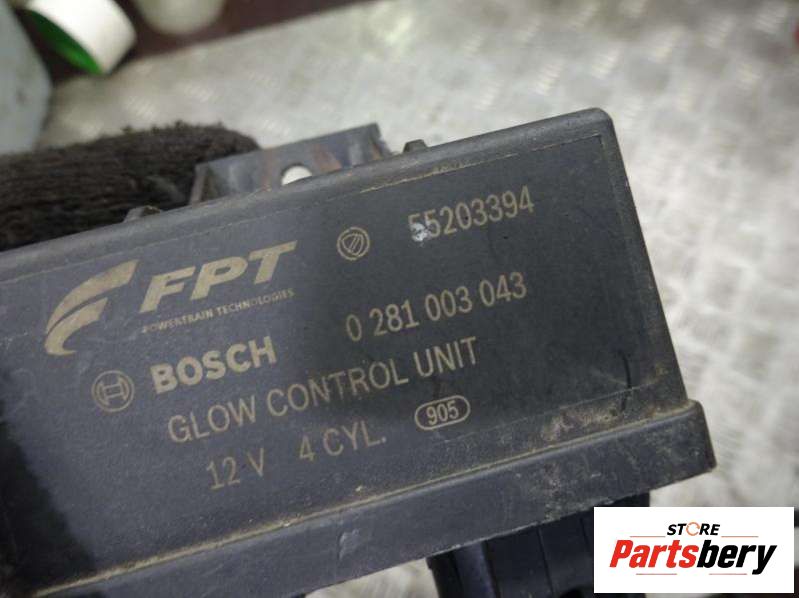 55203394
FPT
POWERTRAIN TECHNOLOGIES
0 281 003 043
BOSCH
GLOW CONTROL UNIT
12 V 4 CYL. 905
STORE
Partsbery